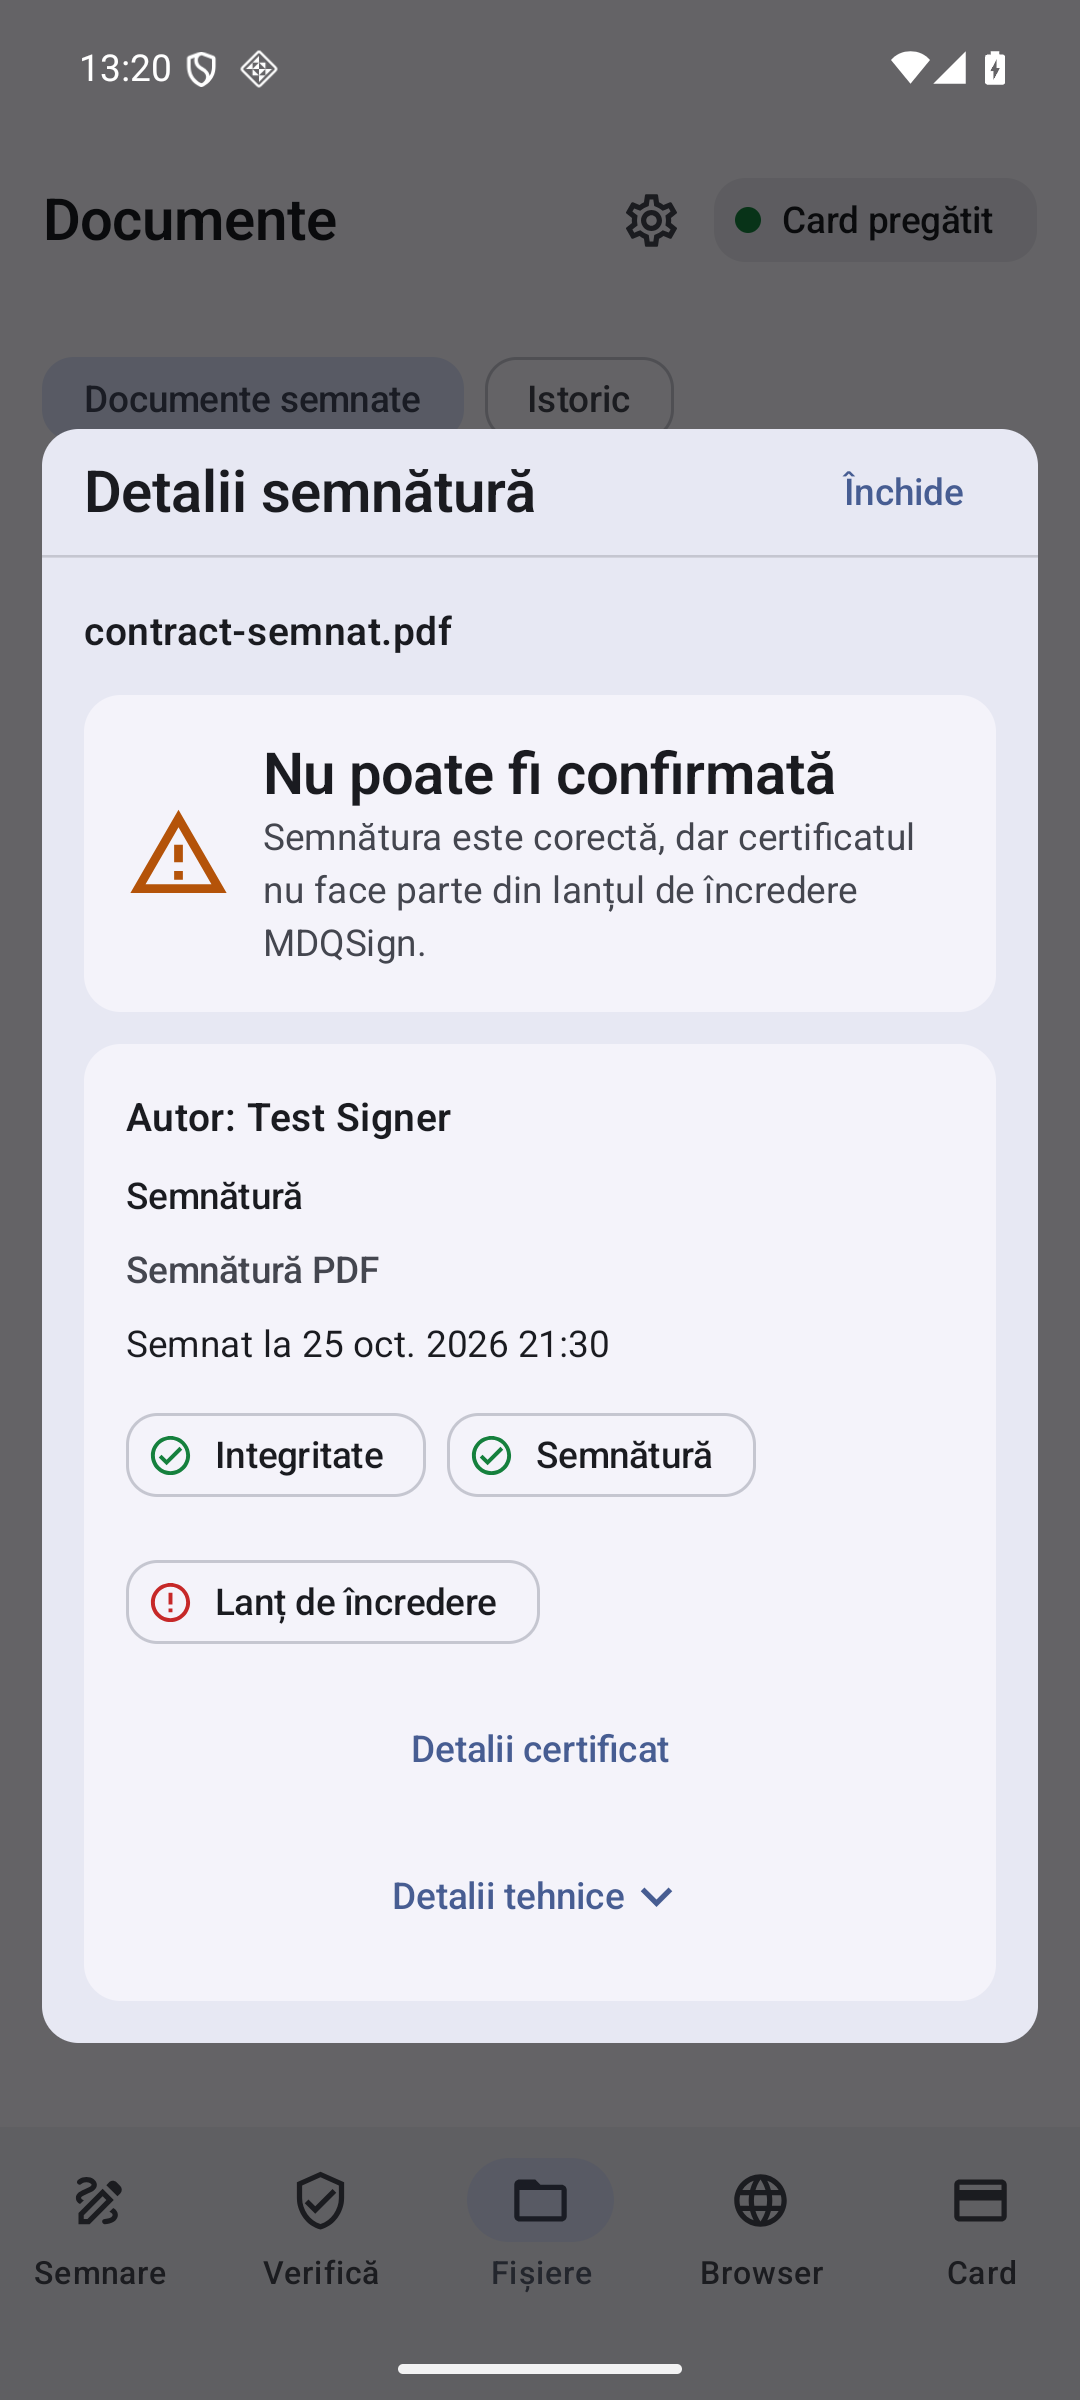 13:20
Documente
Card pregătit
Documente semnate
Istoric
Detalii semnătură
Închide
contract-semnat.pdf
Nu poate fi confirmată
Semnătura este corectă, dar certificatul
nu face parte din lanțul de încredere
MDQSign.
Autor: Test Signer
Semnătură
Semnătură PDF
Semnat la 25 oct. 2026 21:30
Integritate
Semnătură
Lanț de încredere
Detalii certificat
Detalii tehnice
Semnare
Verifică
Fișiere
Browser
Card